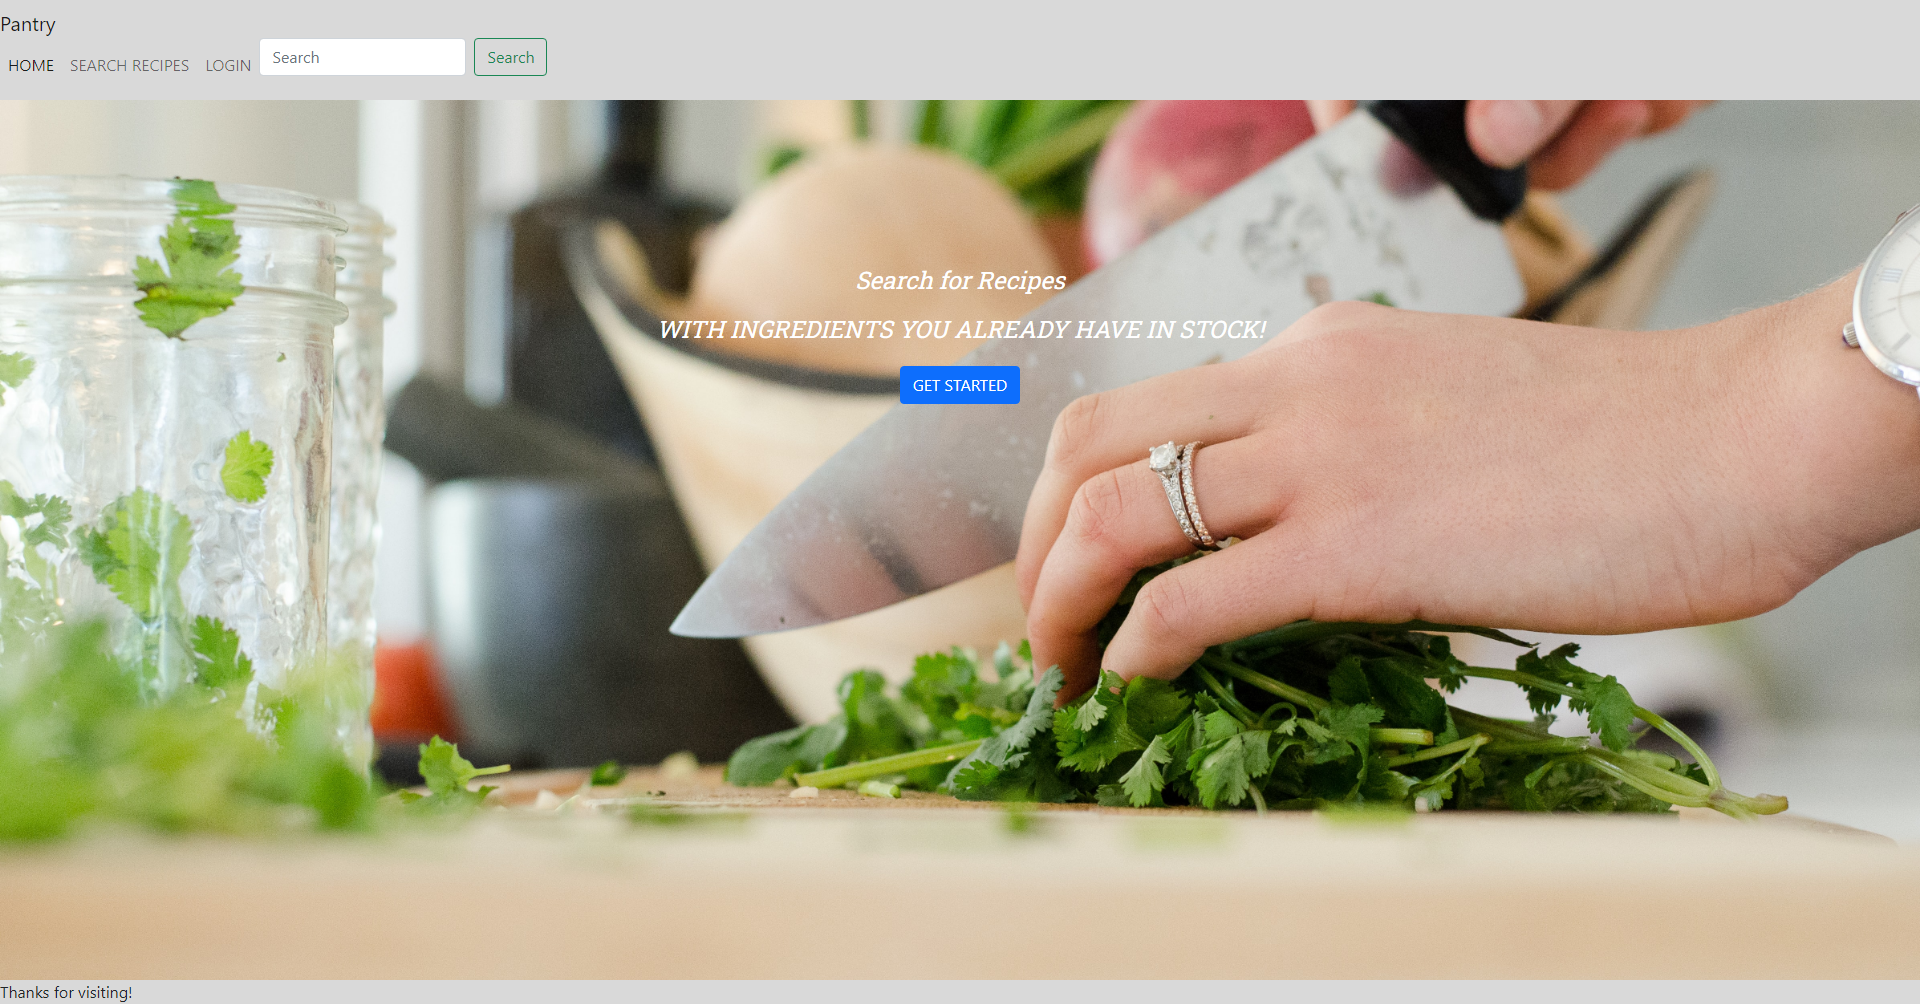 Pantry
HOME SEARCH RECIPES LOGIN Search Search
Search for Recipes
WITH INGREDIENTS YOU ALREADY HAVE IN STOCK!
GET STARTED
Thanks for visiting!